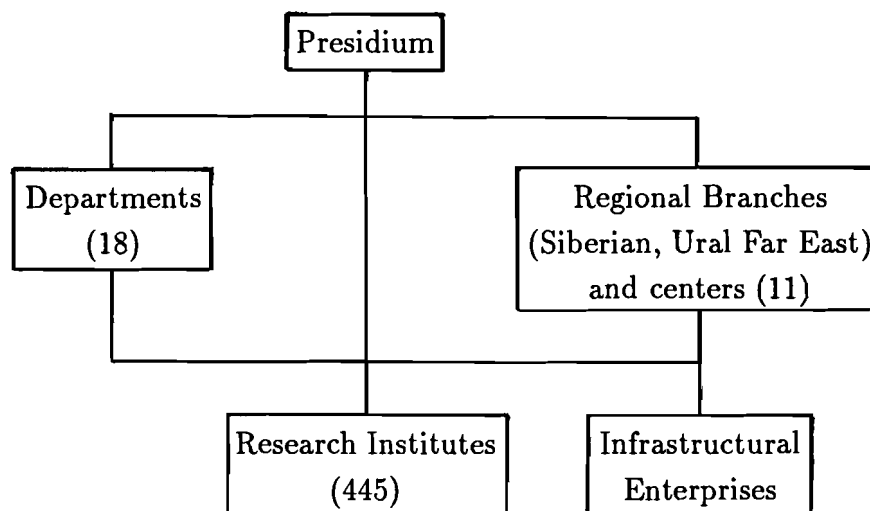 Presidium
Departments
(18)
Regional Branches
(Siberian, Ural Far East)
and centers (11)
Research Institutes
(445)
Infrastructural
Enterprises